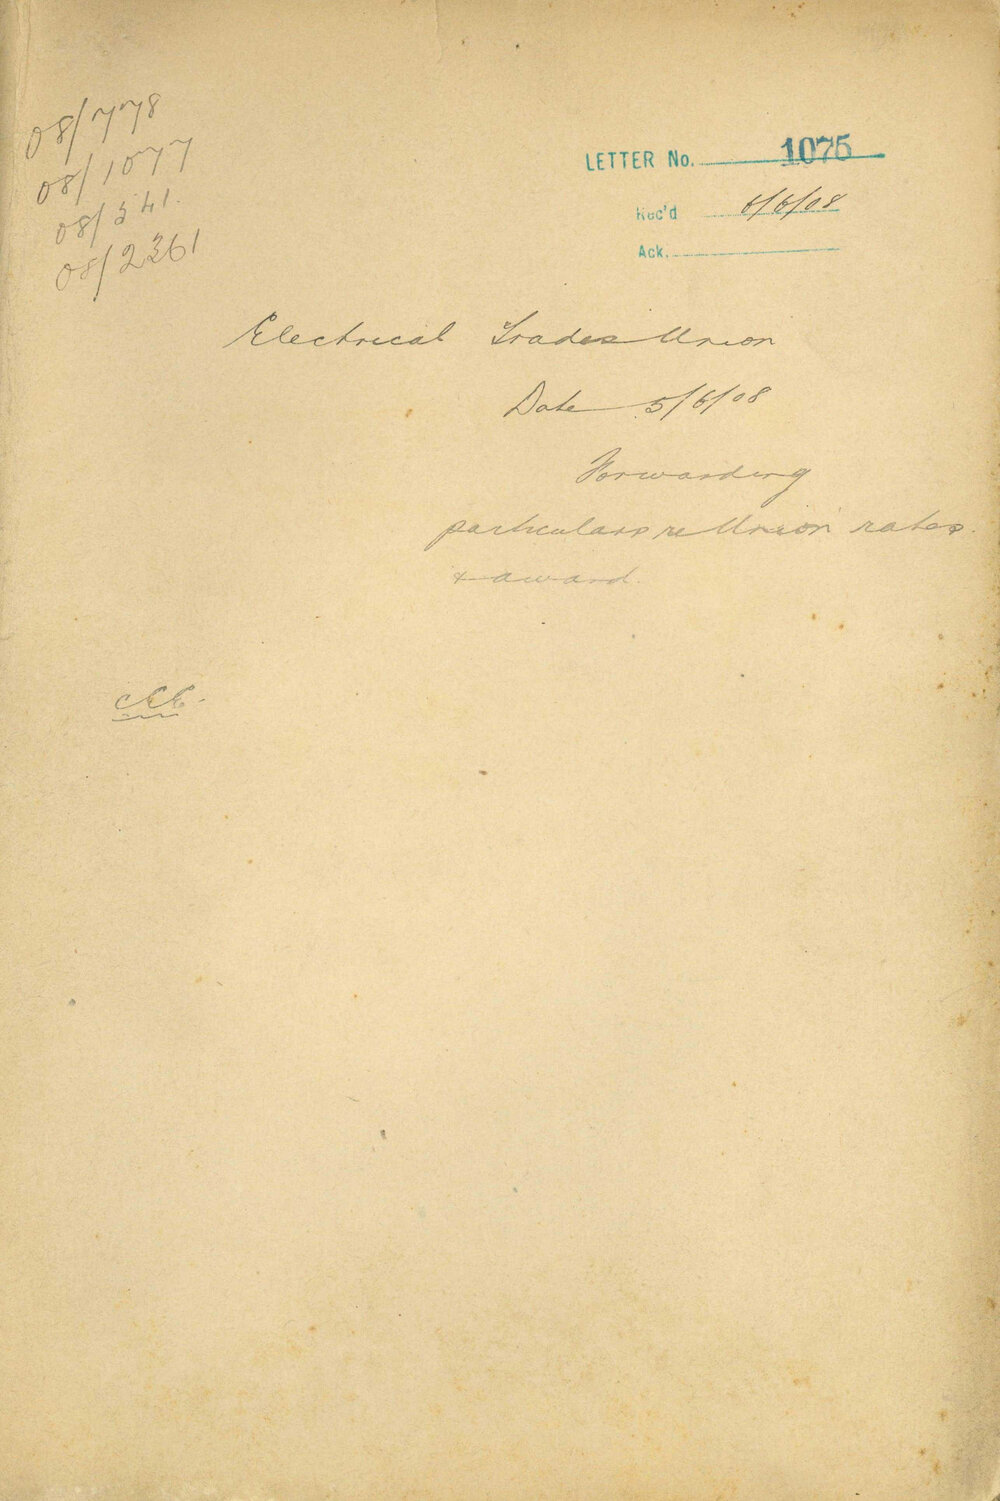 08/778
08/1077
08/541.
08/2361
LETTER No. 1075
Rec'd 6/6/08
Ack.
Electrical Trades Union
Date 5/6/08
Forwarding
particulars re Union rates.
& award.